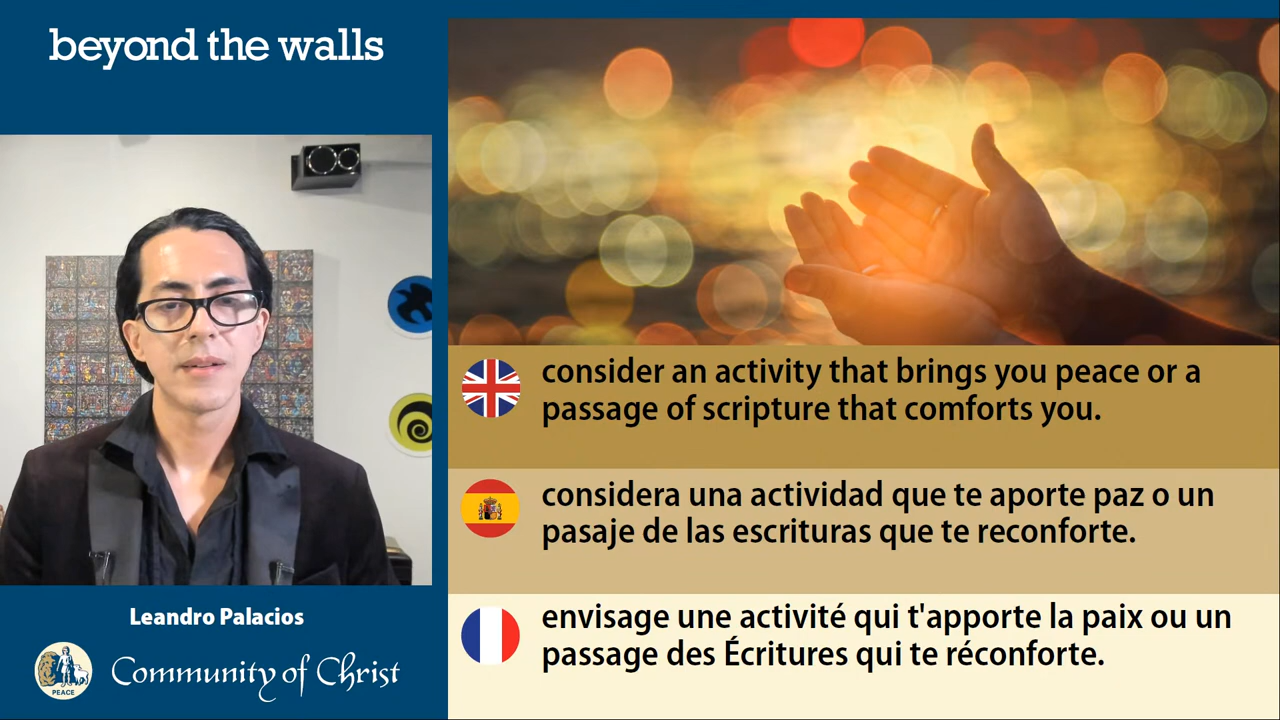 beyond the walls
consider an activity that brings you peace or a
passage of scripture that comforts you.
considera una actividad que te aporte paz o un
pasaje de las escrituras que te reconforte.
envisage une activité qui t'apporte la paix ou un
passage des Écritures qui te réconforte.
Leandro Palacios
PEACE
Community of Christ